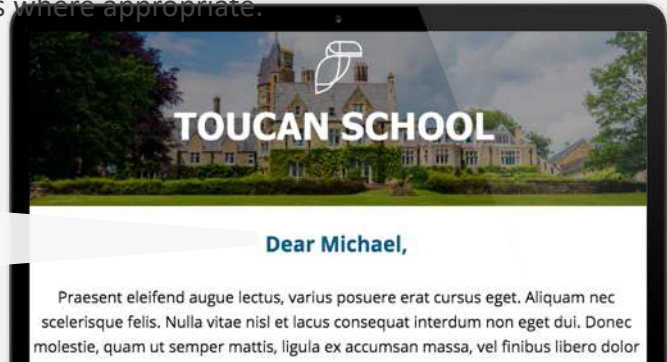 s where appropriate.
TOUCAN SCHOOL
Dear Michael,
Praesent eleifend augue lectus, varius posuere erat cursus eget. Aliquam nec
scelerisque felis. Nulla vitae nisl et lacus consequat interdum non eget dui. Donec
molestie, quam ut semper mattis, ligula ex accumsan massa, vel finibus libero dolor